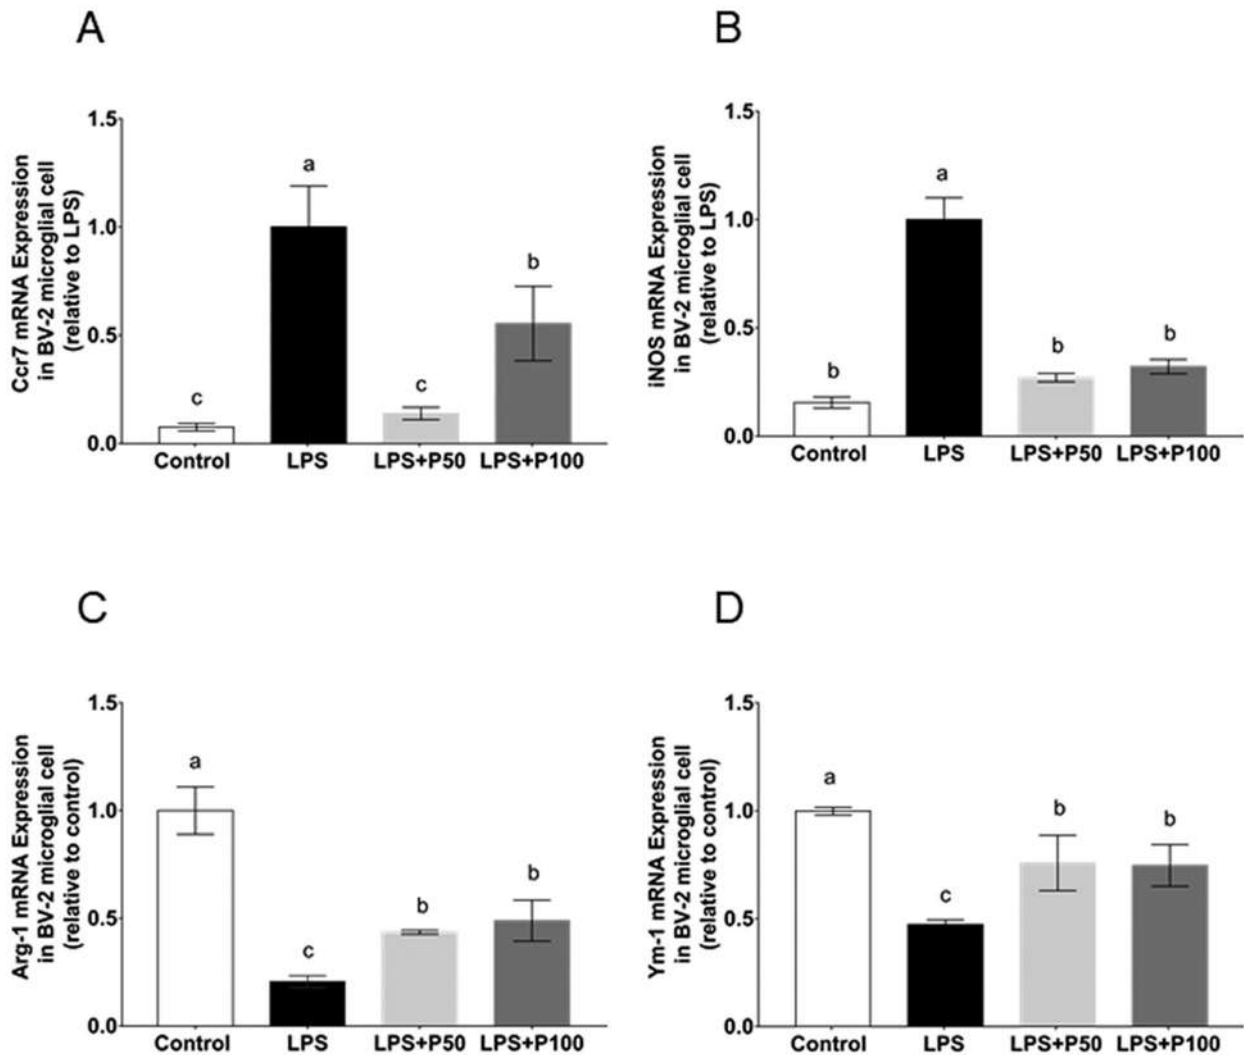 A
Ccr7 mRNA Expression
in BV-2 microglial cell
(relative to LPS)
1.5
1.0
0.5
0.0
c
a
c
b
Control LPS LPS+P50 LPS+P100
B
iNOS mRNA Expression
in BV-2 microglial cell
(relative to LPS)
1.5
1.0
0.5
0.0
b
a
b
b
Control LPS LPS+P50 LPS+P100
C
Arg-1 mRNA Expression
in BV-2 microglial cell
(relative to control)
1.5
1.0
0.5
0.0
a
c
b
b
Control LPS LPS+P50 LPS+P100
D
Ym-1 mRNA Expression
in BV-2 microglial cell
(relative to control)
1.5
1.0
0.5
0.0
a
c
b
b
Control LPS LPS+P50 LPS+P100